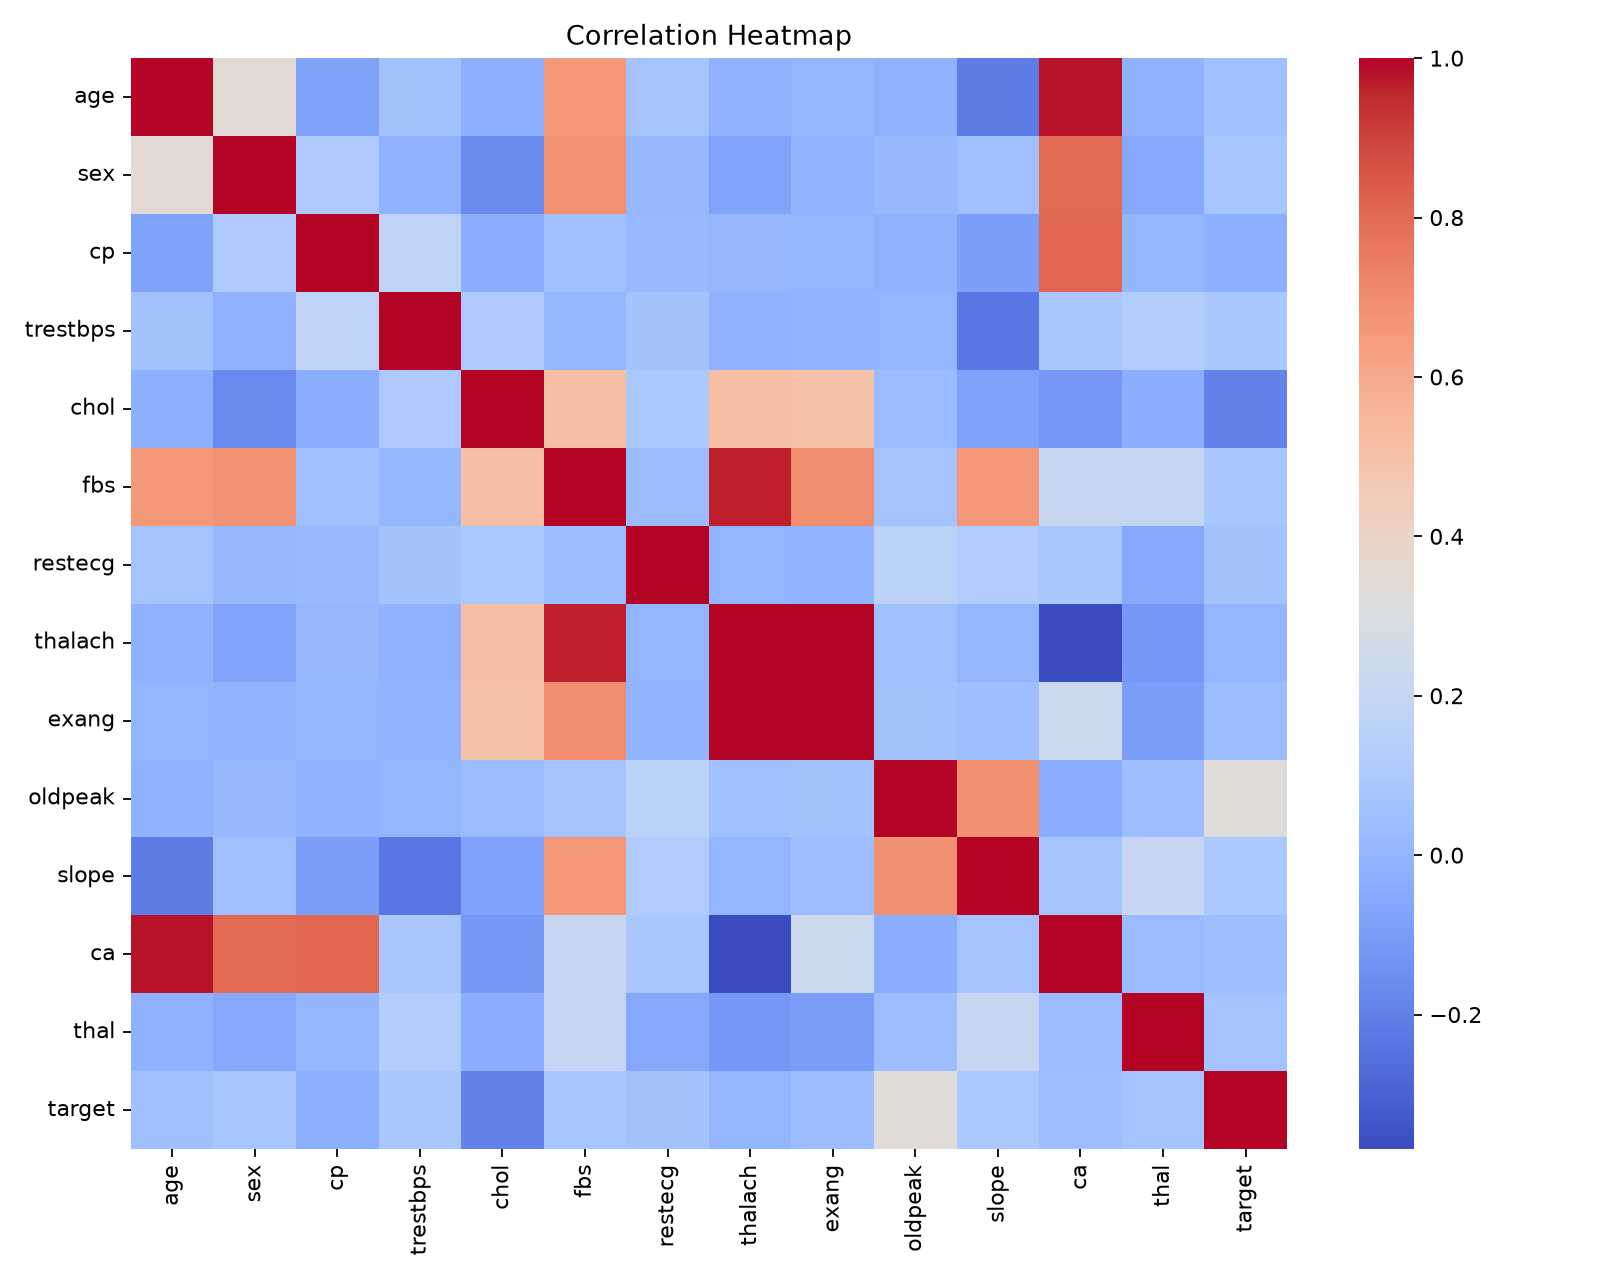 Correlation Heatmap
age
sex
cp
trestbps
chol
fbs
restecg
thalach
exang
oldpeak
slope
ca
thal
target
age
sex
cp
trestbps
chol
fbs
restecg
thalach
exang
oldpeak
slope
ca
thal
target
1.0
0.8
0.6
0.4
0.2
0.0
−0.2